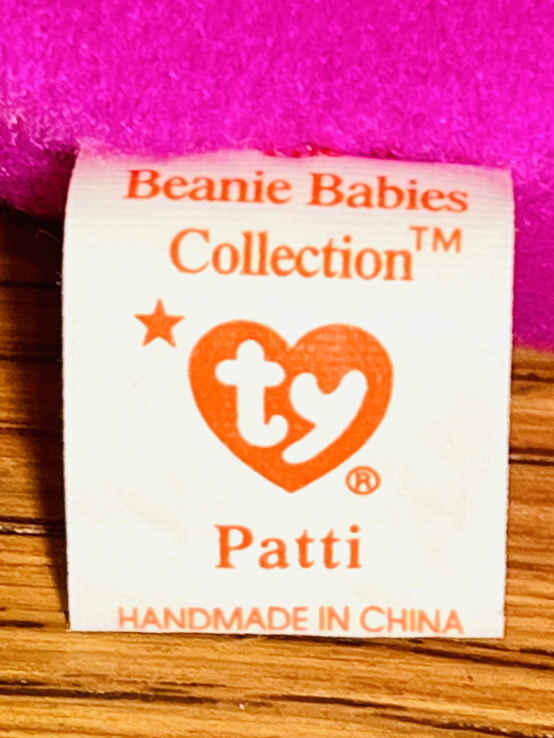 Beanie Babies
Collection™
ty®
Patti
HANDMADE IN CHINA